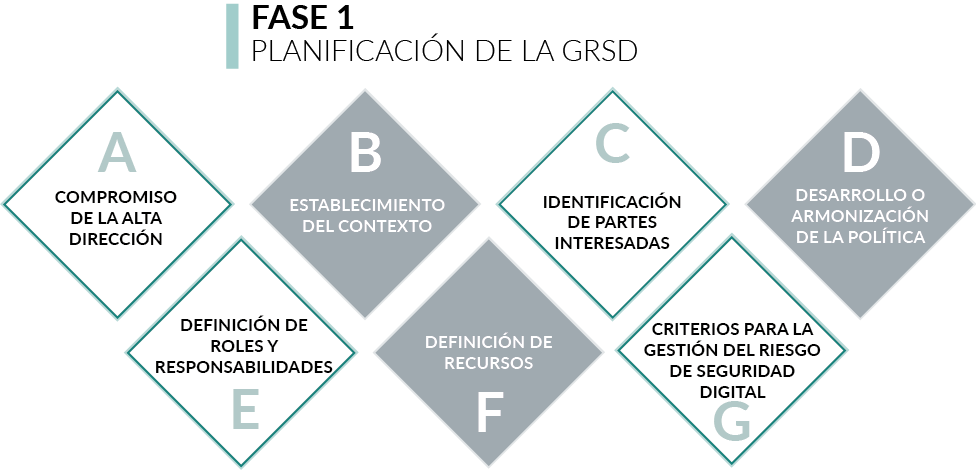 FASE 1
PLANIFICACIÓN DE LA GRSD
A
COMPROMISO
DE LA ALTA
DIRECCIÓN
B
ESTABLECIMIENTO
DEL CONTEXTO
C
IDENTIFICACIÓN
DE PARTES
INTERESADAS
D
DESARROLLO O
ARMONIZACIÓN
DE LA POLÍTICA
DEFINICIÓN DE
ROLES Y
RESPONSABILIDADES
E
DEFINICIÓN DE
RECURSOS
F
CRITERIOS PARA LA
GESTIÓN DEL RIESGO
DE SEGURIDAD
DIGITAL
G